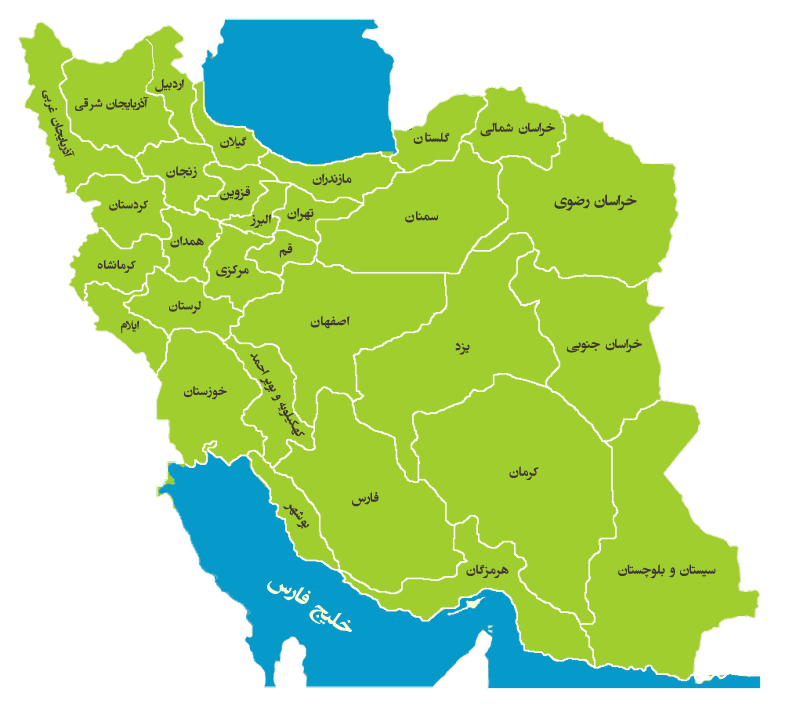 اردبیل
آذربایجان شرقی
آذربایجان غربی
گیلان
گلستان
خراسان شمالی
زنجان
مازندران
قزوین
خراسان رضوی
کردستان
البرز
تهران
سمنان
همدان
قم
کرمانشاه
مرکزی
لرستان
ایلام
اصفهان
یزد
خراسان جنوبی
خوزستان
کهکیلویه و بویر احمد
کرمان
فارس
بوشهر
هرمزگان
سیستان و بلوچستان
خلیج فارس